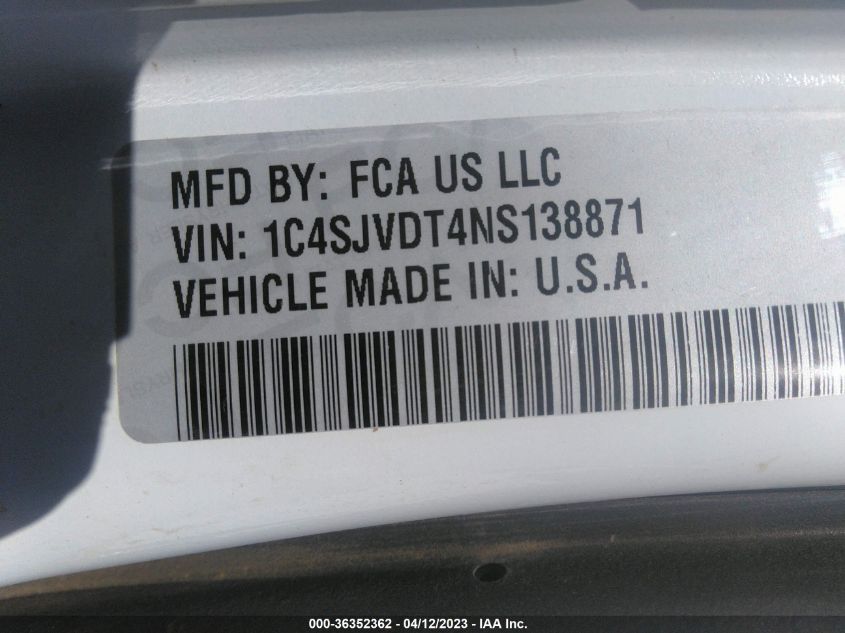 MFD BY: FCA US LLC
VIN: 1C4SJVDT4NS138871
VEHICLE MADE IN: U.S.A.
000-36352362 - 04/12/2023 - IAA Inc.